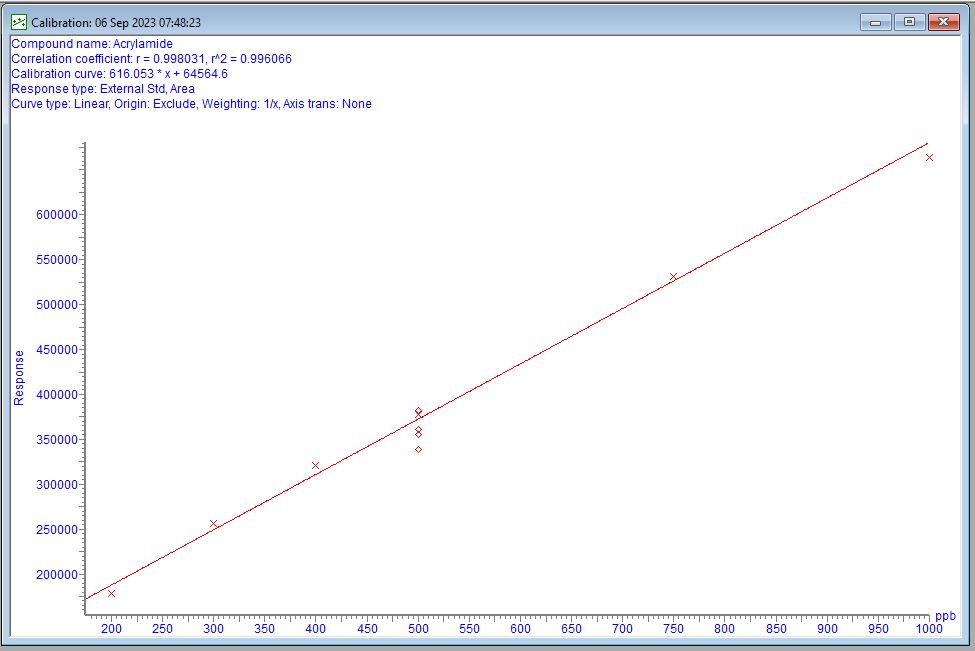 Calibration: 06 Sep 2023 07:48:23
Compound name: Acrylamide
Correlation coefficient: r = 0.998031, r^2 = 0.996066
Calibration curve: 616.053 * x + 64564.6
Response type: External Std, Area
Curve type: Linear, Origin: Exclude, Weighting: 1/x, Axis trans: None
600000
550000
500000
450000
400000
350000
300000
250000
200000
Response
ppb
200 250 300 350 400 450 500 550 600 650 700 750 800 850 900 950 1000